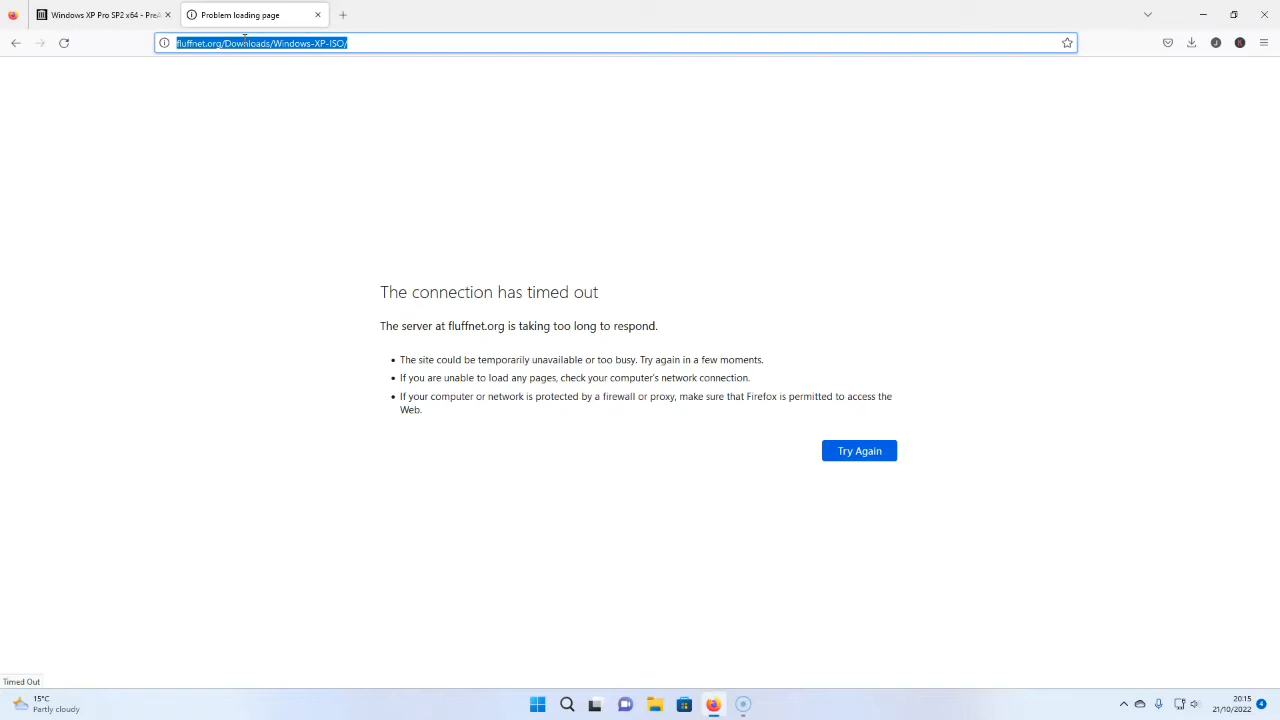 Windows XP Pro SP2 x64 - PreA
Problem loading page
fluffnet.org/Downloads/Windows-XP-ISO/
The connection has timed out
The server at fluffnet.org is taking too long to respond.
The site could be temporarily unavailable or too busy. Try again in a few moments.
If you are unable to load any pages, check your computer's network connection.
If your computer or network is protected by a firewall or proxy, make sure that Firefox is permitted to access the
Web.
Try Again
Timed Out
15°C
Partly cloudy
20:15
21/10/2022